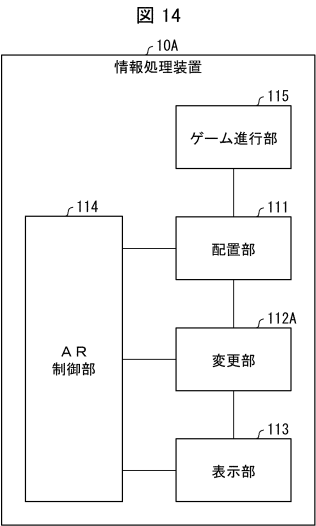 図 14
10A
情報処理装置
115
ゲーム進行部
114
111
ＡＲ
制御部
配置部
112A
変更部
113
表示部